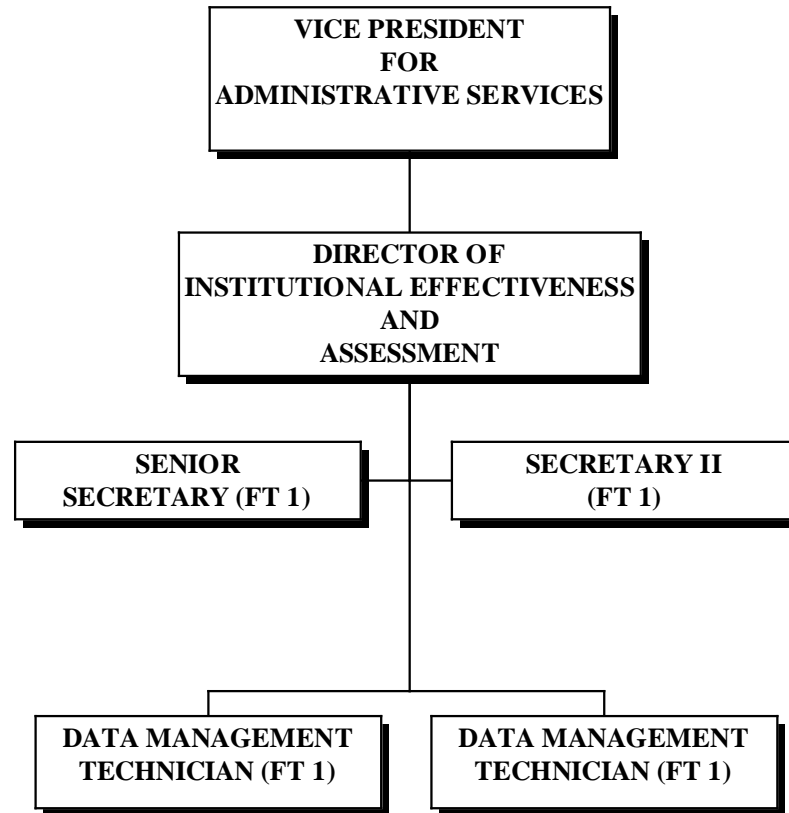 VICE PRESIDENT
FOR
ADMINISTRATIVE SERVICES
DIRECTOR OF
INSTITUTIONAL EFFECTIVENESS
AND
ASSESSMENT
SENIOR
SECRETARY (FT 1)
SECRETARY II
(FT 1)
DATA MANAGEMENT
TECHNICIAN (FT 1)
DATA MANAGEMENT
TECHNICIAN (FT 1)